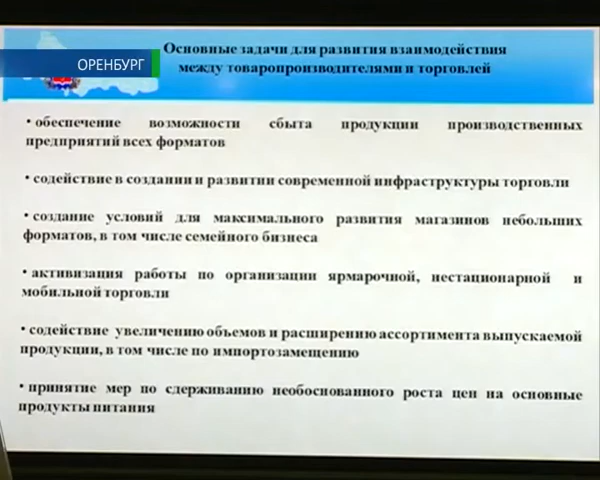 Основные задачи для развития взаимодействия
ОРЕНБУРГ
между товаропроизводителями и торговлей
• обеспечение возможности сбыта продукции производственных
предприятий всех форматов
• содействие в создании и развитии современной инфраструктуры торговли
• создание условий для максимального развития магазинов небольших
форматов, в том числе семейного бизнеса
• активизация работы по организации ярмарочной, нестационарной и
мобильной торговли
• содействие увеличению объемов и расширению ассортимента выпускаемой
продукции, в том числе по импортозамещению
• принятие мер по сдерживанию необоснованного роста цен на основные
продукты питания